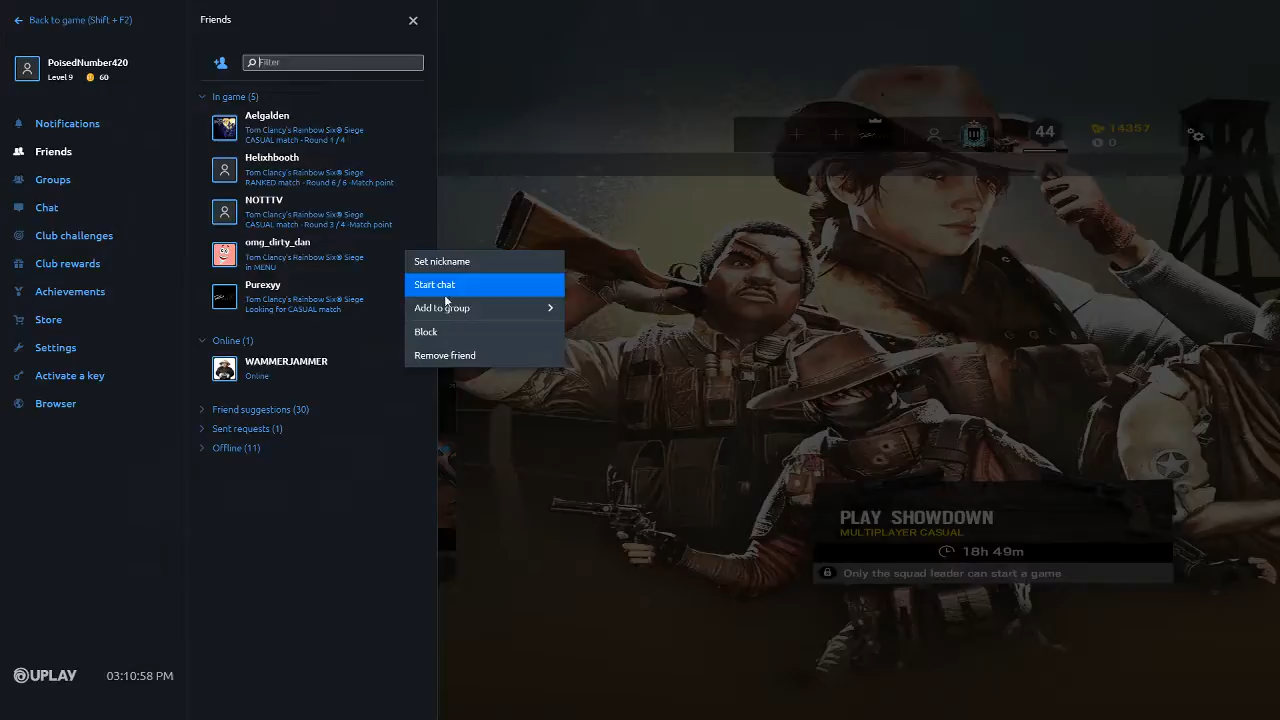 Back to game (Shift + F2)
PoisedNumber420
Level 9 60
Notifications
Friends
Groups
Chat
Club challenges
Club rewards
Achievements
Store
Settings
Activate a key
Browser
UPLAY
03:10:58 PM
Friends
Filter
In game (5)
Aelgalden
Tom Clancy's Rainbow Six® Siege
CASUAL match - Round 1 / 4
Helixhbooth
Tom Clancy's Rainbow Six® Siege
RANKED match - Round 6 / 6 -Match point
NOTTTV
Tom Clancy's Rainbow Six® Siege
CASUAL match - Round 3 / 4 -Match point
omg_dirty_dan
Tom Clancy's Rainbow Six® Siege
in MENU
Purexyy
Tom Clancy's Rainbow Six® Siege
Looking for CASUAL match
Online (1)
WAMMERJAMMER
Online
Friend suggestions (30)
Sent requests (1)
Offline (11)
Set nickname
Start chat
Add to group
Block
Remove friend
44
14357
0
PLAY SHOWDOWN
MULTIPLAYER CASUAL
18h 49m
Only the squad leader can start a game